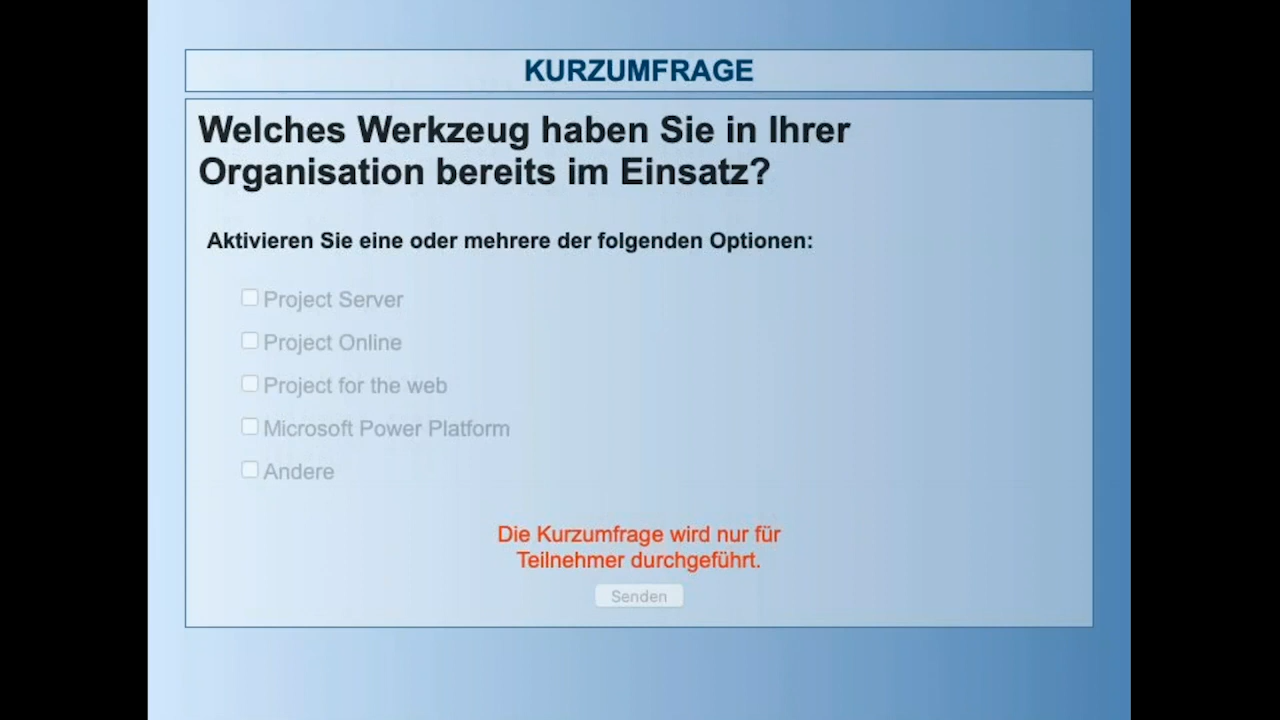 KURZUMFRAGE
Welches Werkzeug haben Sie in Ihrer
Organisation bereits im Einsatz?
Aktivieren Sie eine oder mehrere der folgenden Optionen:
Project Server
Project Online
Project for the web
Microsoft Power Platform
Andere
Die Kurzumfrage wird nur für
Teilnehmer durchgeführt.
Senden